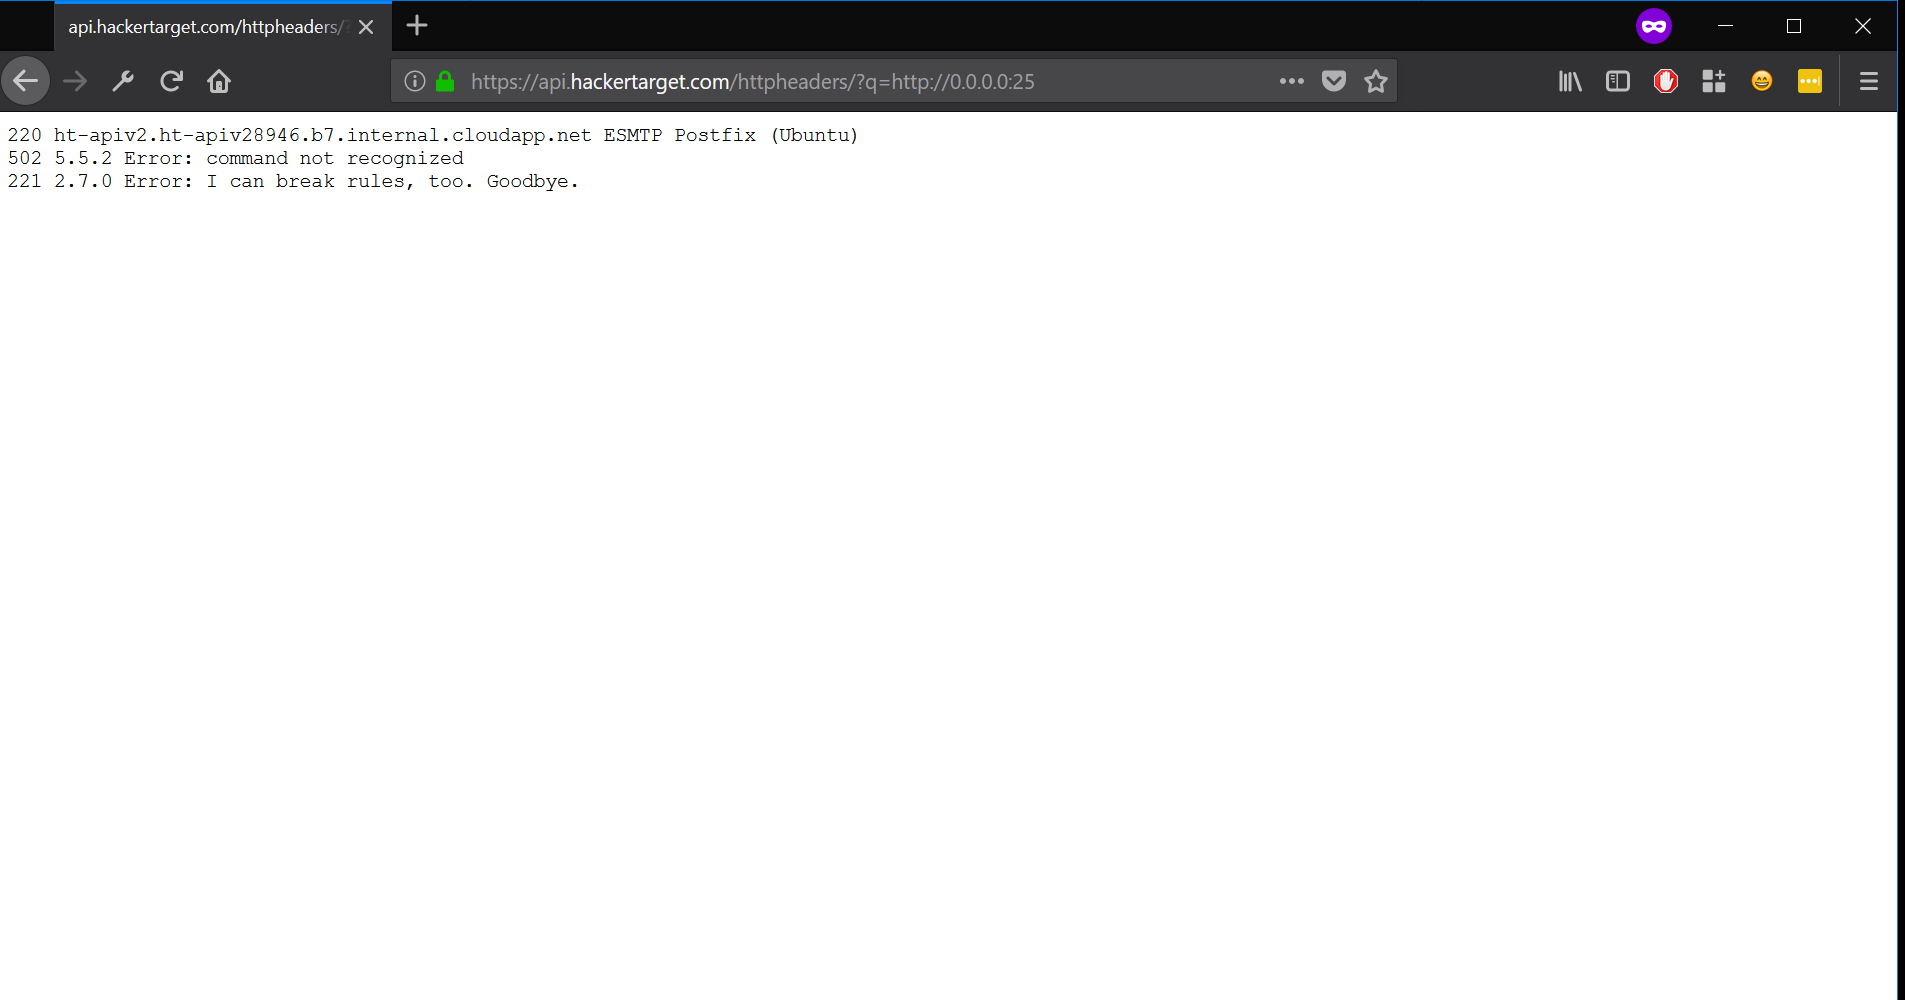 api.hackertarget.com/httpheaders/?
https://api.hackertarget.com/httpheaders/?q=http://0.0.0.0:25
220 ht-apiv2.ht-apiv28946.b7.internal.cloudapp.net ESMTP Postfix (Ubuntu)
502 5.5.2 Error: command not recognized
221 2.7.0 Error: I can break rules, too. Goodbye.